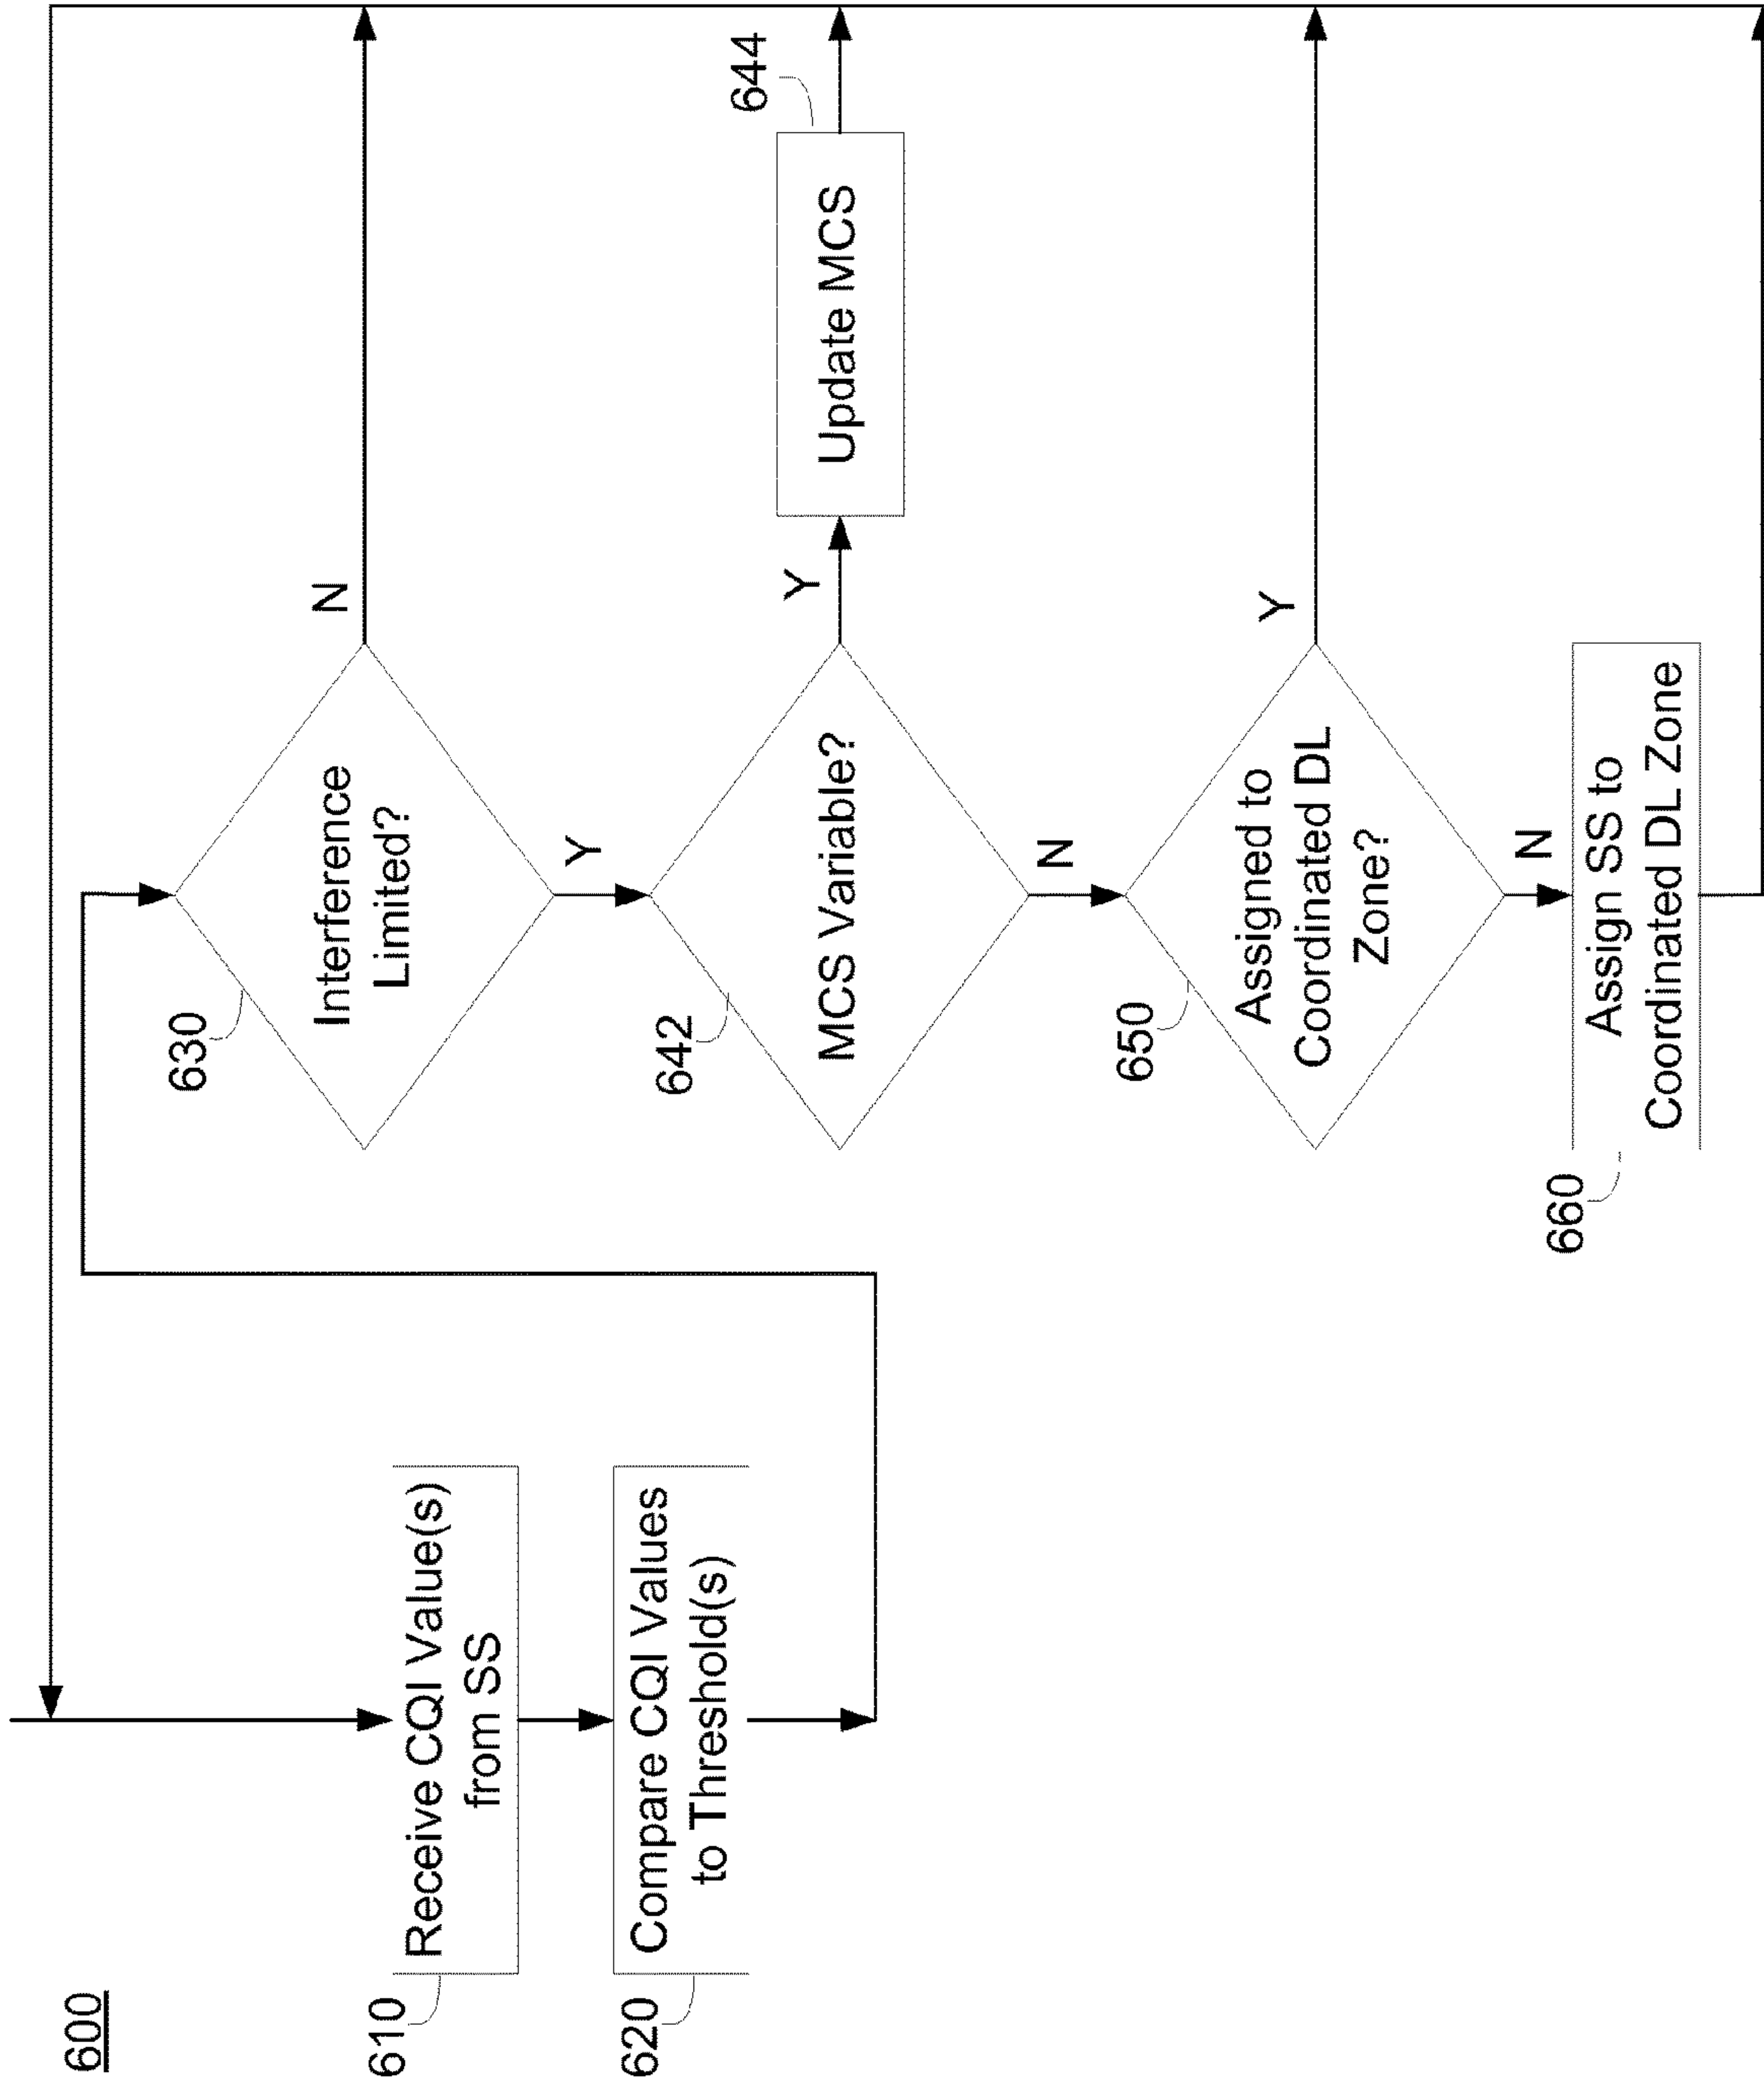 600
610
Receive CQI Value(s)
from SS
620
Compare CQI Values
to Threshold(s)
630
Interference
Limited?
N
Y
642
MCS Variable?
Y
644
Update MCS
N
650
Assigned to
Coordinated DL
Zone?
Y
N
660
Assign SS to
Coordinated DL Zone